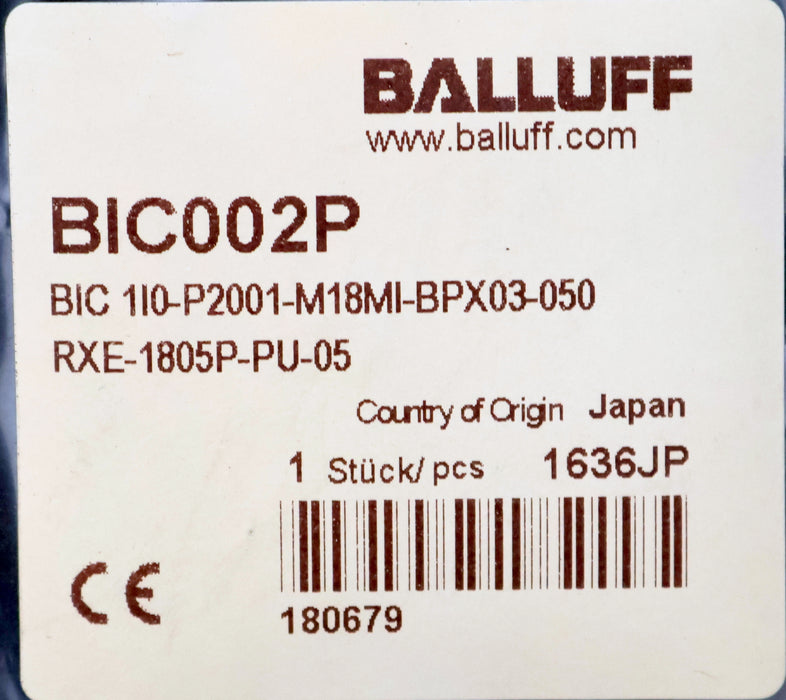 BALLUFF
www.balluff.com
BIC002P
BIC 1I0-P2001-M18MI-BPX03-050
RXE-1805P-PU-05
Country of Origin Japan
1 Stück/pcs 1636JP
CE
180679